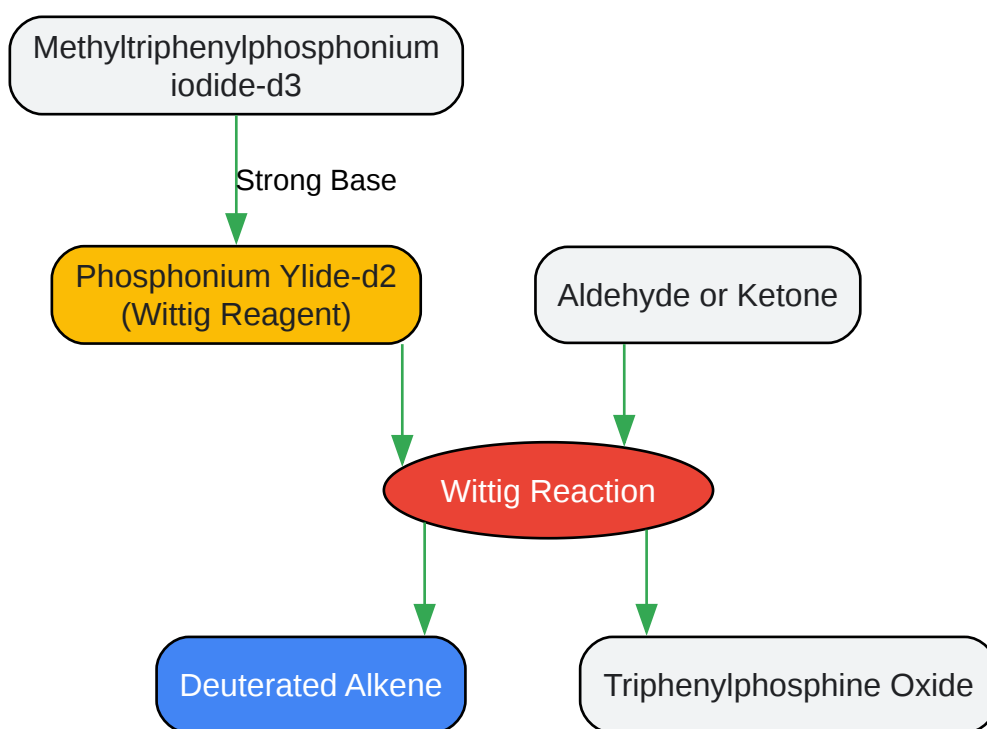 Methyltriphenylphosphonium
iodide-d3
Strong Base
Phosphonium Ylide-d2
(Wittig Reagent)
Aldehyde or Ketone
Wittig Reaction
Deuterated Alkene
Triphenylphosphine Oxide